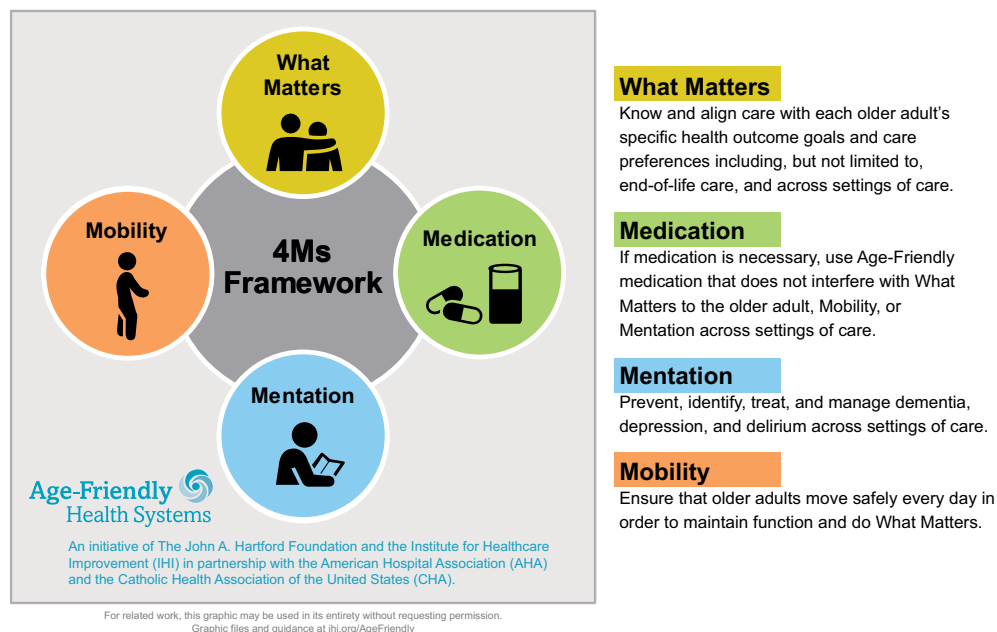 What
Matters
Mobility
4Ms
Framework
Medication
Mentation
Age-Friendly
Health Systems
An initiative of The John A. Hartford Foundation and the Institute for Healthcare
Improvement (IHI) in partnership with the American Hospital Association (AHA)
and the Catholic Health Association of the United States (CHA).
For related work, this graphic may be used in its entirety without requesting permission.
Graphic files and guidance at ihi.org/AgeFriendly
What Matters
Know and align care with each older adult’s
specific health outcome goals and care
preferences including, but not limited to,
end-of-life care, and across settings of care.
Medication
If medication is necessary, use Age-Friendly
medication that does not interfere with What
Matters to the older adult, Mobility, or
Mentation across settings of care.
Mentation
Prevent, identify, treat, and manage dementia,
depression, and delirium across settings of care.
Mobility
Ensure that older adults move safely every day in
order to maintain function and do What Matters.